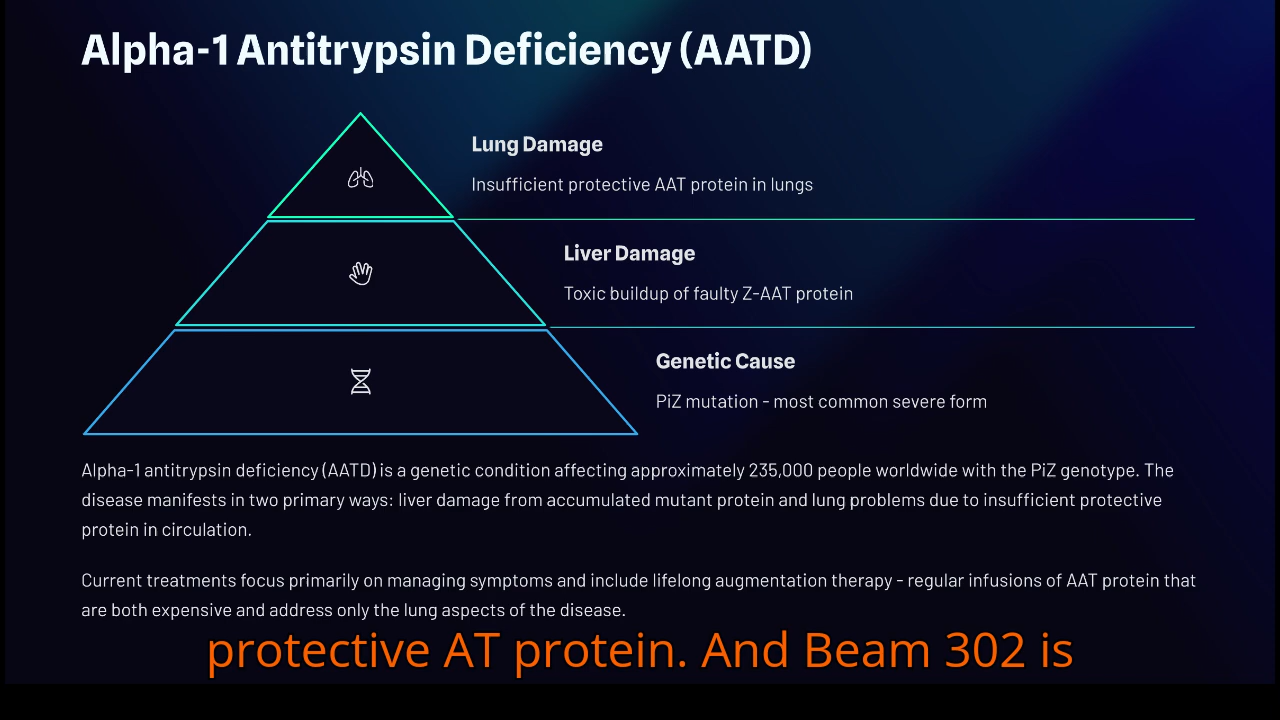 Alpha-1 Antitrypsin Deficiency (AATD)
Lung Damage
Insufficient protective AAT protein in lungs
Liver Damage
Toxic buildup of faulty Z-AAT protein
Genetic Cause
PiZ mutation - most common severe form
Alpha-1 antitrypsin deficiency (AATD) is a genetic condition affecting approximately 235,000 people worldwide with the PiZ genotype. The
disease manifests in two primary ways: liver damage from accumulated mutant protein and lung problems due to insufficient protective
protein in circulation.
Current treatments focus primarily on managing symptoms and include lifelong augmentation therapy - regular infusions of AAT protein that
are both expensive and address only the lung aspects of the disease.
protective AT protein. And Beam 302 is